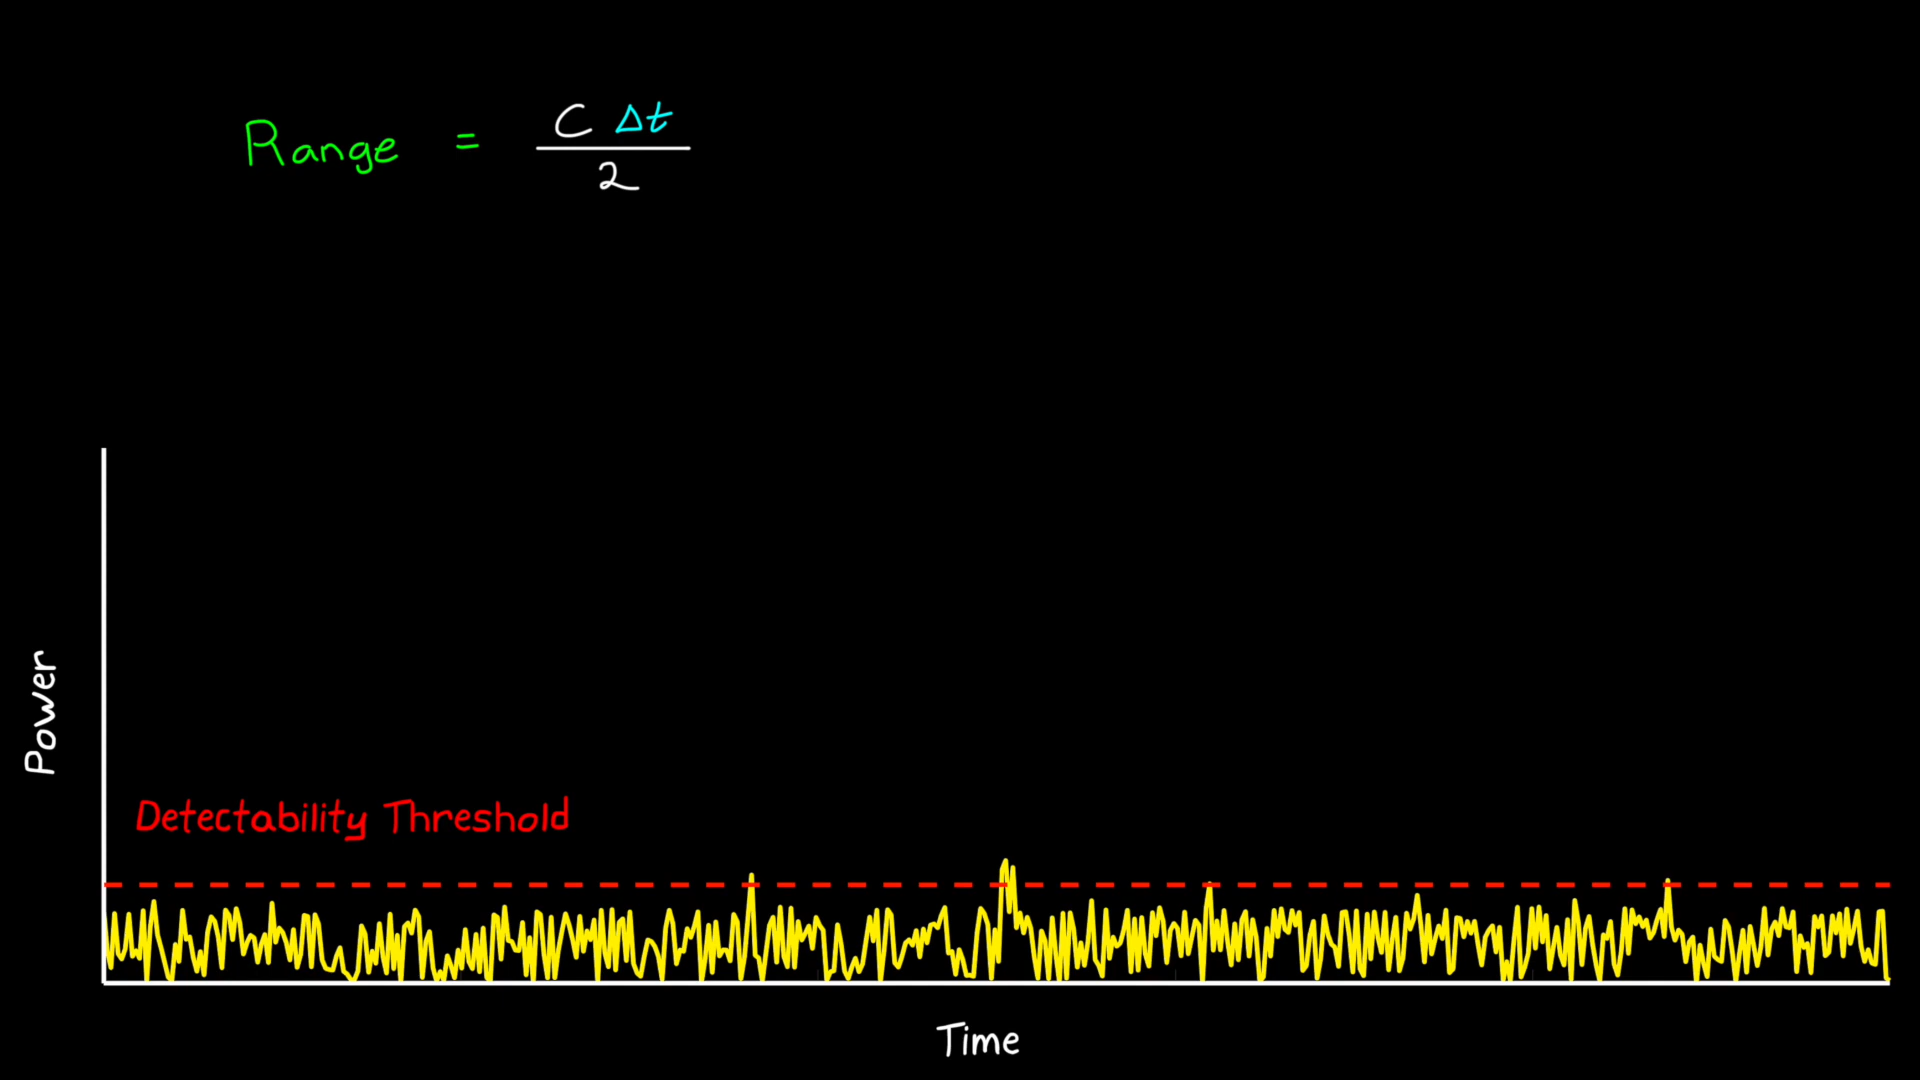 Range = C Δt / 2
Power
Detectability Threshold
Time